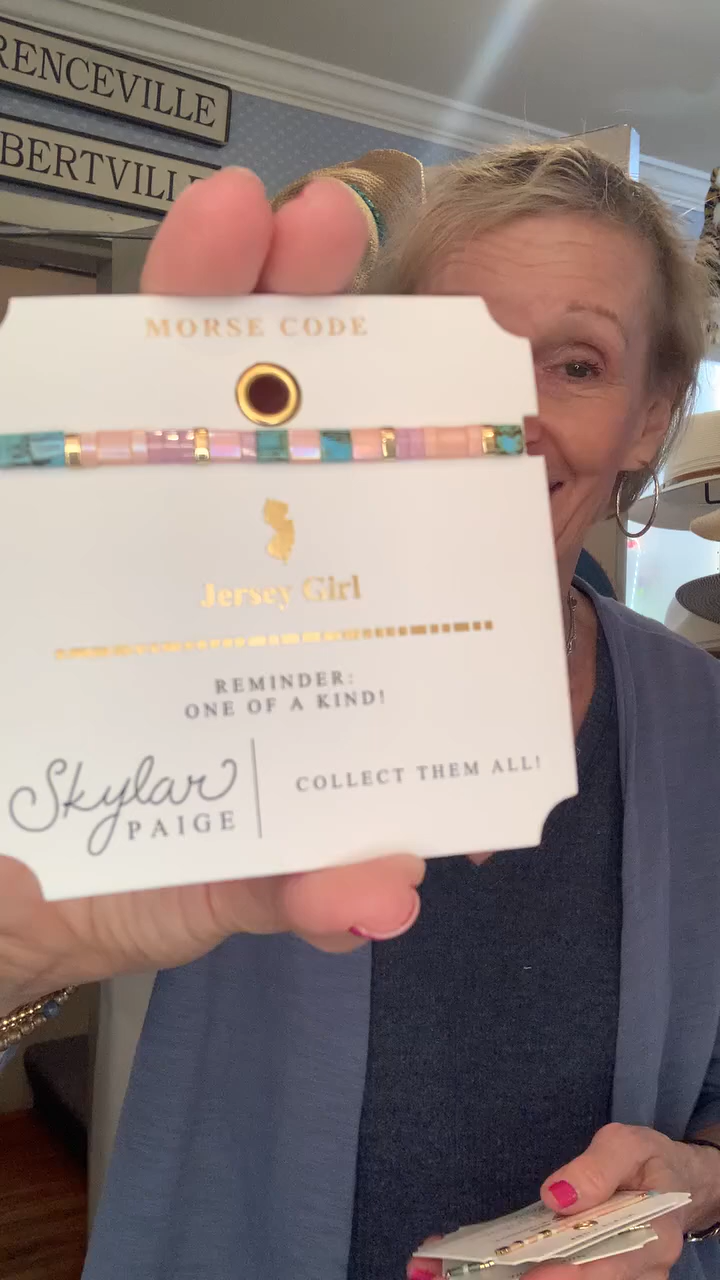 RENCEVILLE
BERTVILL
MORSE CODE
Jersey Girl
REMINDER:
ONE OF A KIND!
Skylar
PAIGE
COLLECT THEM ALL!